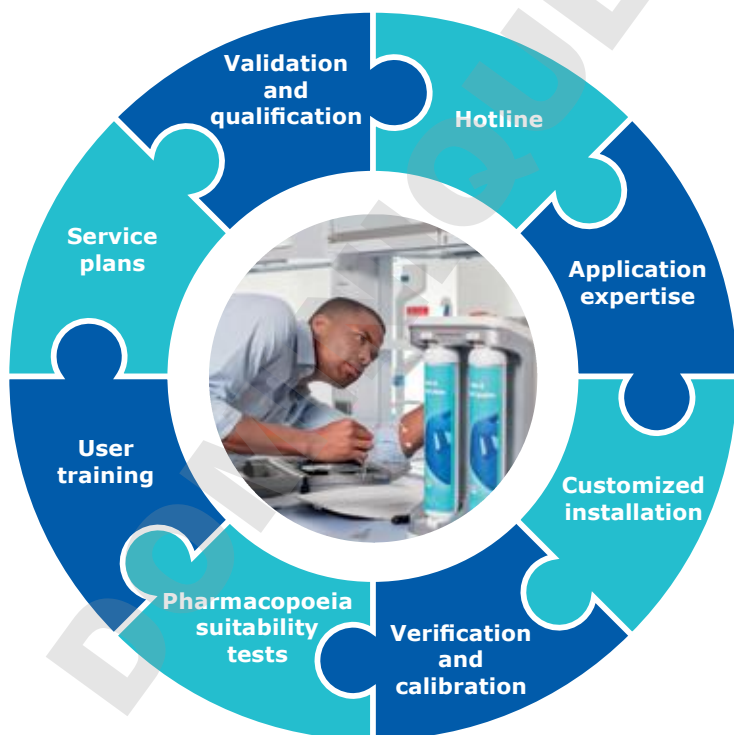 Validation
and
qualification
Hotline
Application
expertise
Customized
installation
Verification
and
calibration
Pharmacopoeia
suitability
tests
User
training
Service
plans